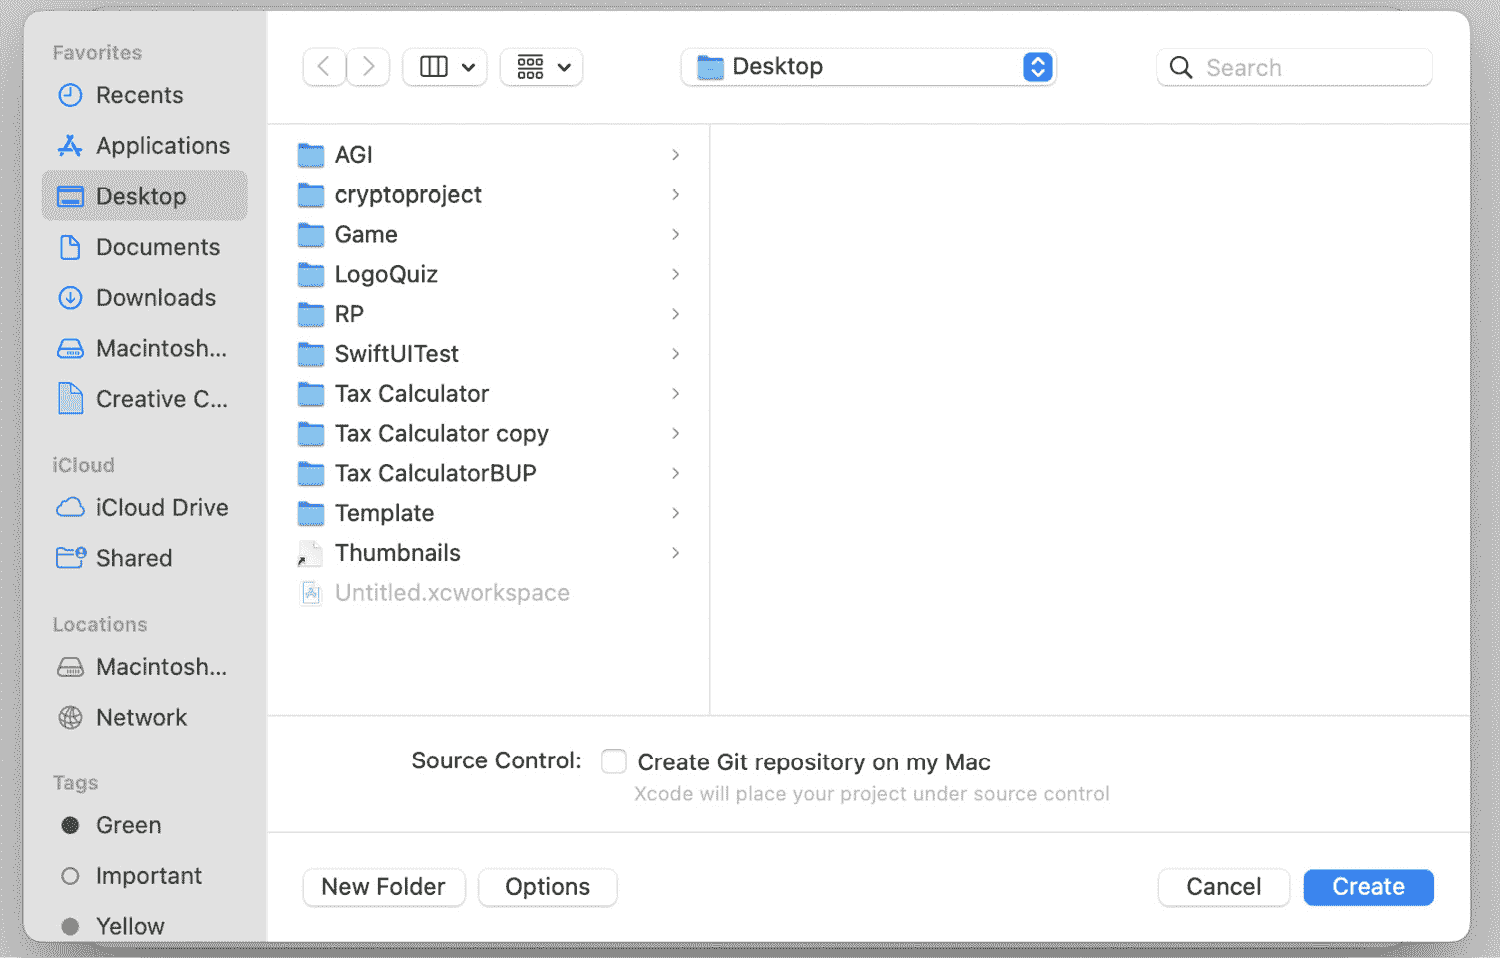 Favorites
Recents
Applications
Desktop
Documents
Downloads
Macintosh...
Creative C...
iCloud
iCloud Drive
Shared
Locations
Macintosh...
Network
Tags
Green
Important
Yellow
Desktop
Search
AGI
cryptoproject
Game
LogoQuiz
RP
SwiftUITest
Tax Calculator
Tax Calculator copy
Tax CalculatorBUP
Template
Thumbnails
Untitled.xcworkspace
Source Control: Create Git repository on my Mac
Xcode will place your project under source control
New Folder Options Cancel Create